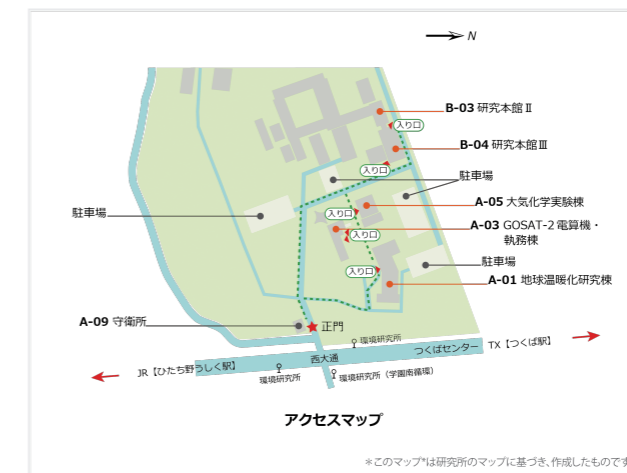 N
B-03 研究本館Ⅱ
入り口
B-04 研究本館Ⅲ
入り口
駐車場
A-05 大気化学実験棟
駐車場
入り口
A-03 GOSAT-2 電算機・
執務棟
入り口
駐車場
入り口
A-01 地球温暖化研究棟
A-09 守衛所
正門
環境研究所
西大通
つくばセンター
TX【つくば駅】
JR【ひたち野うしく駅】
環境研究所
環境研究所（学園南循環）
アクセスマップ
＊このマップ*は研究所のマップに基づき、作成したものです